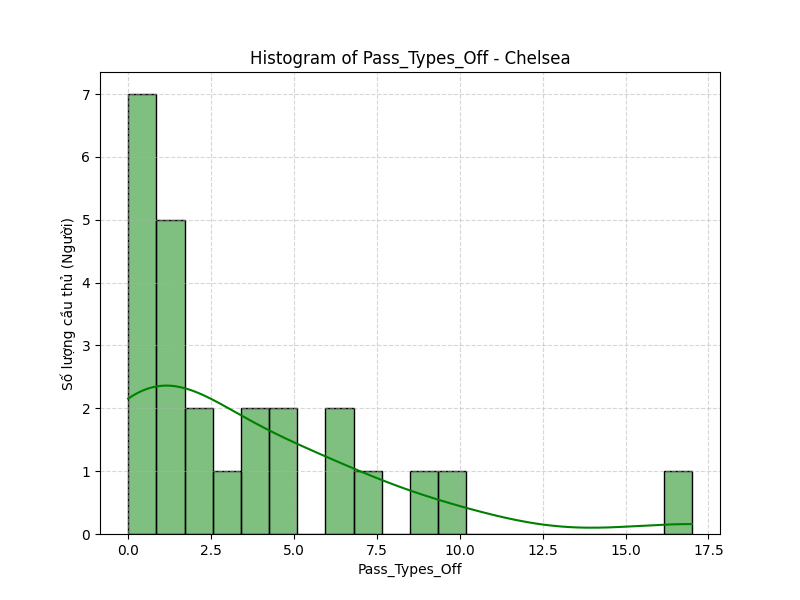 Histogram of Pass_Types_Off - Chelsea
Số lượng cầu thủ (Người)
7
6
5
4
3
2
1
0
0.0 2.5 5.0 7.5 10.0 12.5 15.0 17.5
Pass_Types_Off